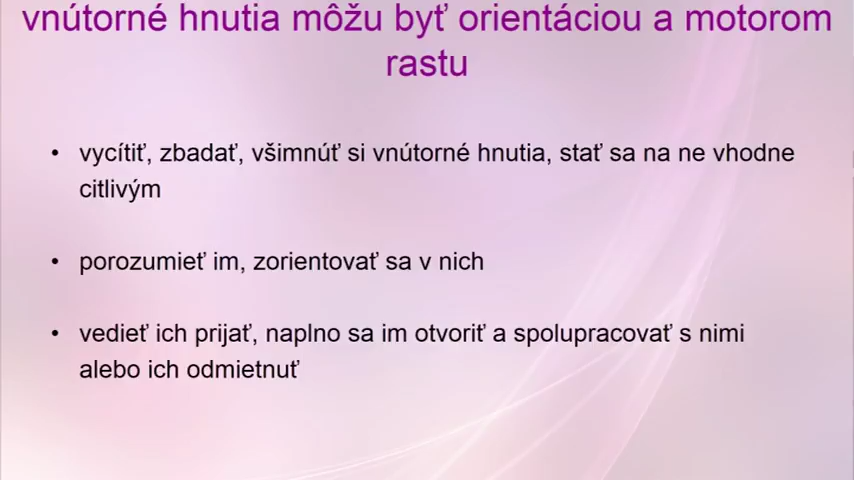 vnútorné hnutia môžu byť orientáciou a motorom
rastu
• vycítiť, zbadať, všimnúť si vnútorné hnutia, stať sa na ne vhodne
citlivým
• porozumieť im, zorientovať sa v nich
• vedieť ich prijať, naplno sa im otvoriť a spolupracovať s nimi
alebo ich odmietnuť